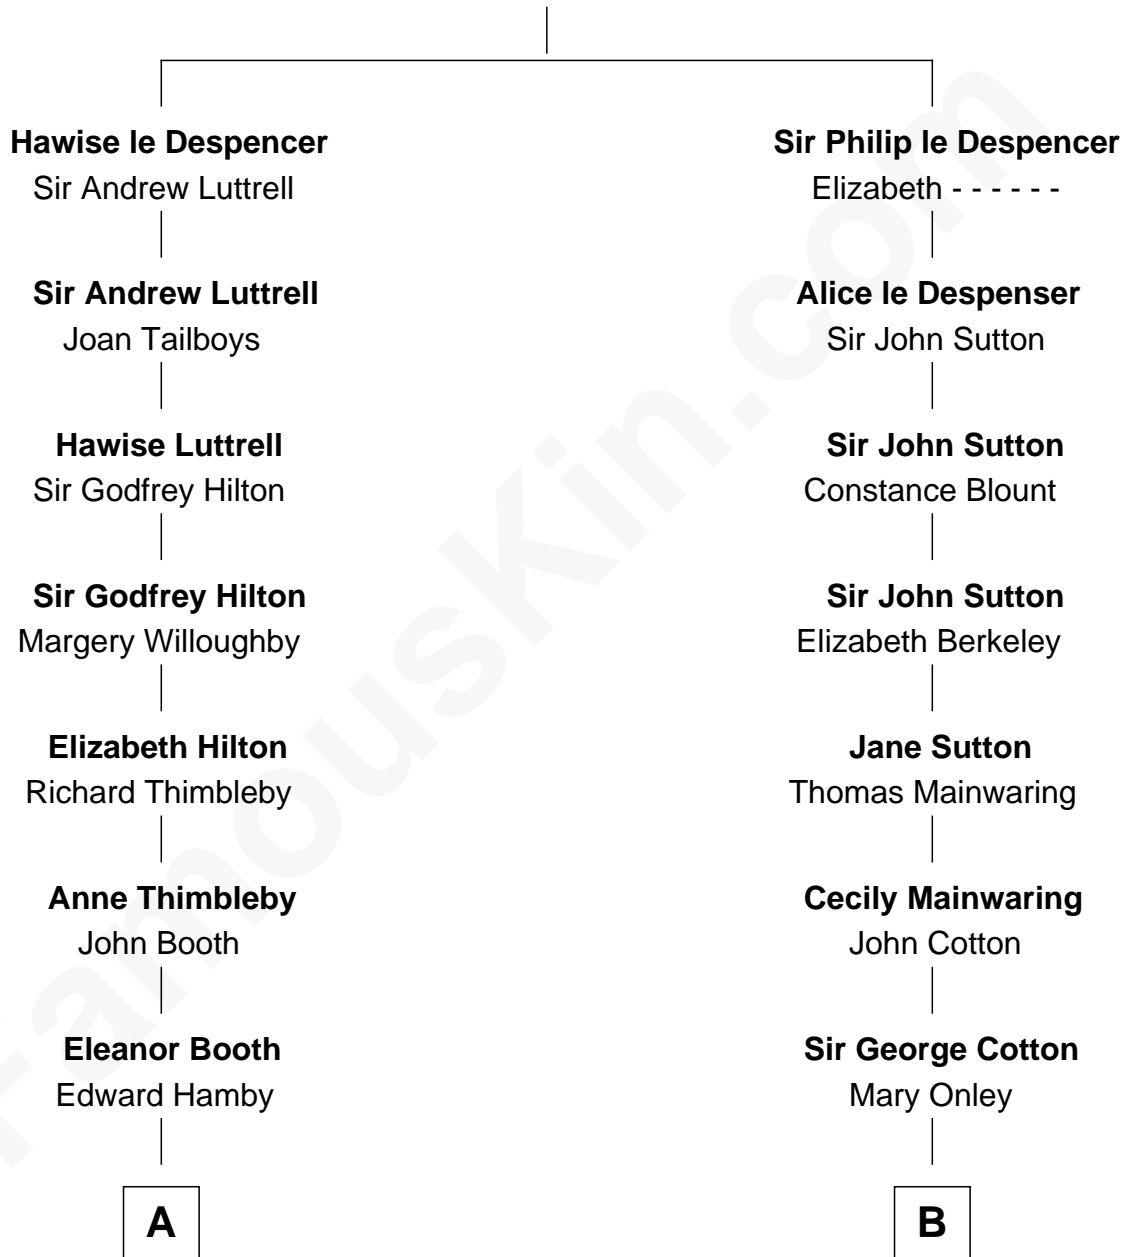 Hawise le Despencer
Sir Andrew Luttrell
Sir Andrew Luttrell
Joan Tailboys
Hawise Luttrell
Sir Godfrey Hilton
Sir Godfrey Hilton
Margery Willoughby
Elizabeth Hilton
Richard Thimbleby
Anne Thimbleby
John Booth
Eleanor Booth
Edward Hamby
A
Sir Philip le Despencer
Elizabeth - - - - - -
Alice le Despenser
Sir John Sutton
Sir John Sutton
Constance Blount
Sir John Sutton
Elizabeth Berkeley
Jane Sutton
Thomas Mainwaring
Cecily Mainwaring
John Cotton
Sir George Cotton
Mary Onley
B
FamousKin.com